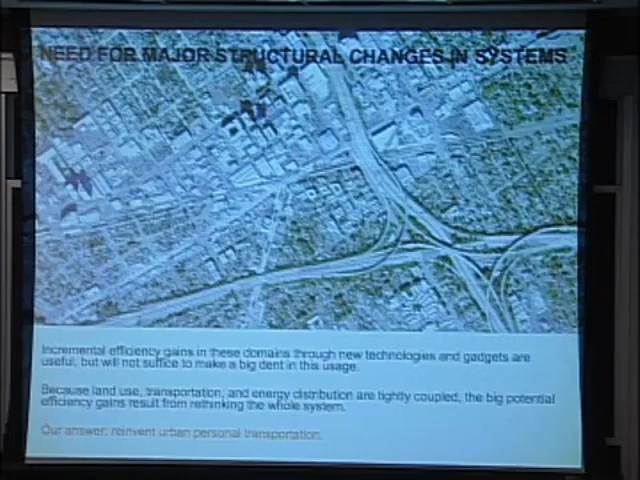 NEED FOR MAJOR STRUCTURAL CHANGES IN SYSTEMS
Incremental efficiency gains in these domains through new technologies and gadgets are
useful, but will not suffice to make a big dent in this usage.
Because land use, transportation, and energy distribution are tightly coupled, the big potential
efficiency gains result from rethinking the whole system.
Our answer: reinvent urban personal transportation.